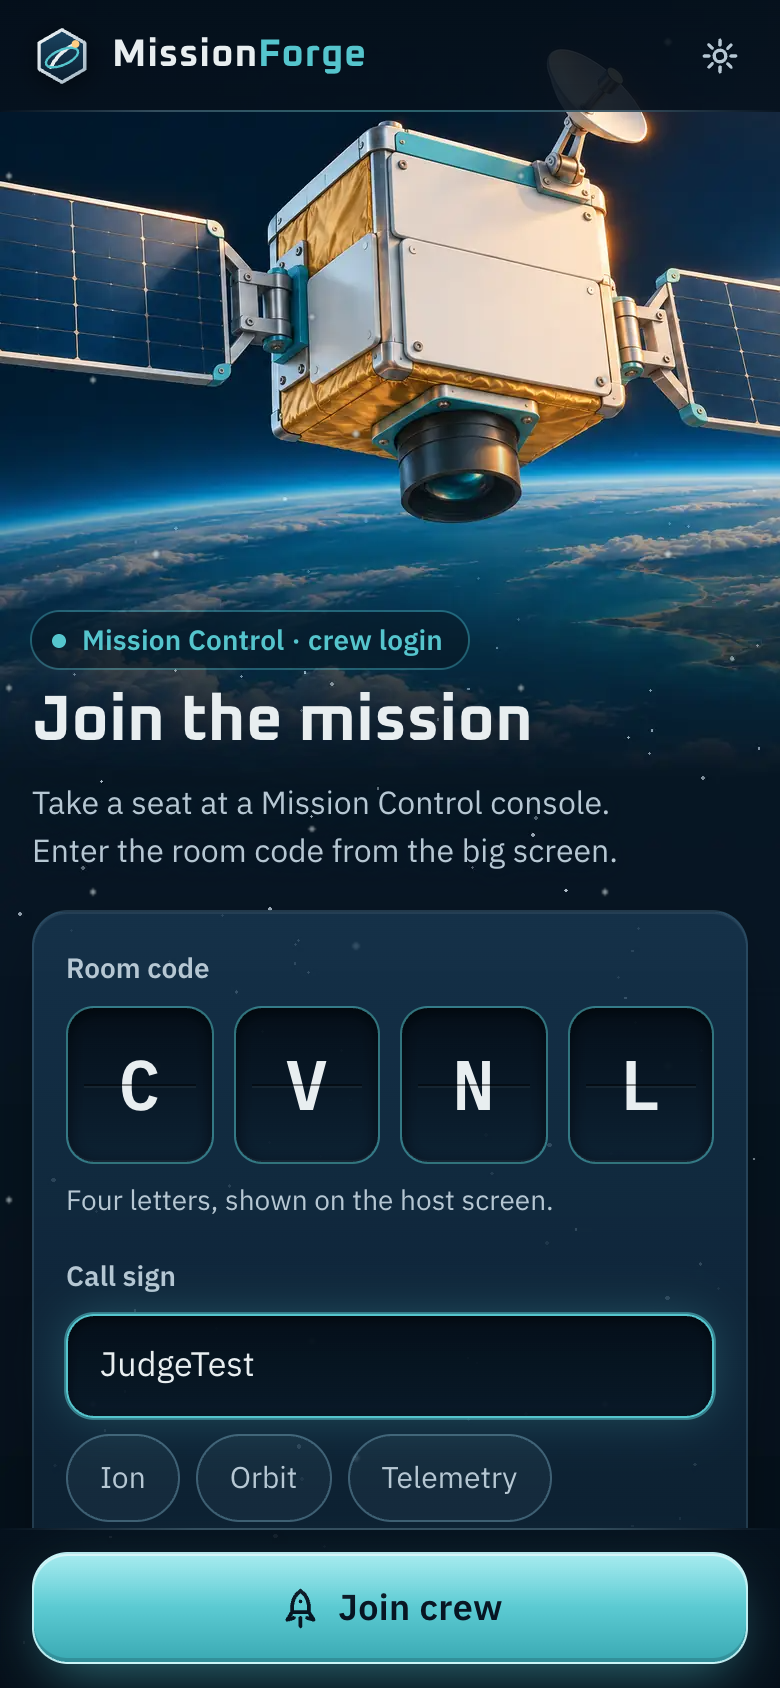 MissionForge
Mission Control · crew login
Join the mission
Take a seat at a Mission Control console.
Enter the room code from the big screen.
Room code
C V N L
Four letters, shown on the host screen.
Call sign
JudgeTest
Ion Orbit Telemetry
Join crew